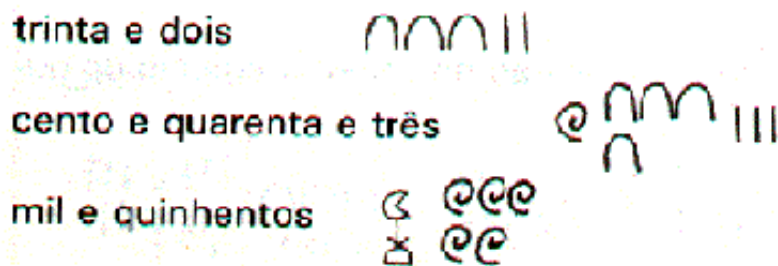 trinta e dois
cento e quarenta e três
mil e quinhentos